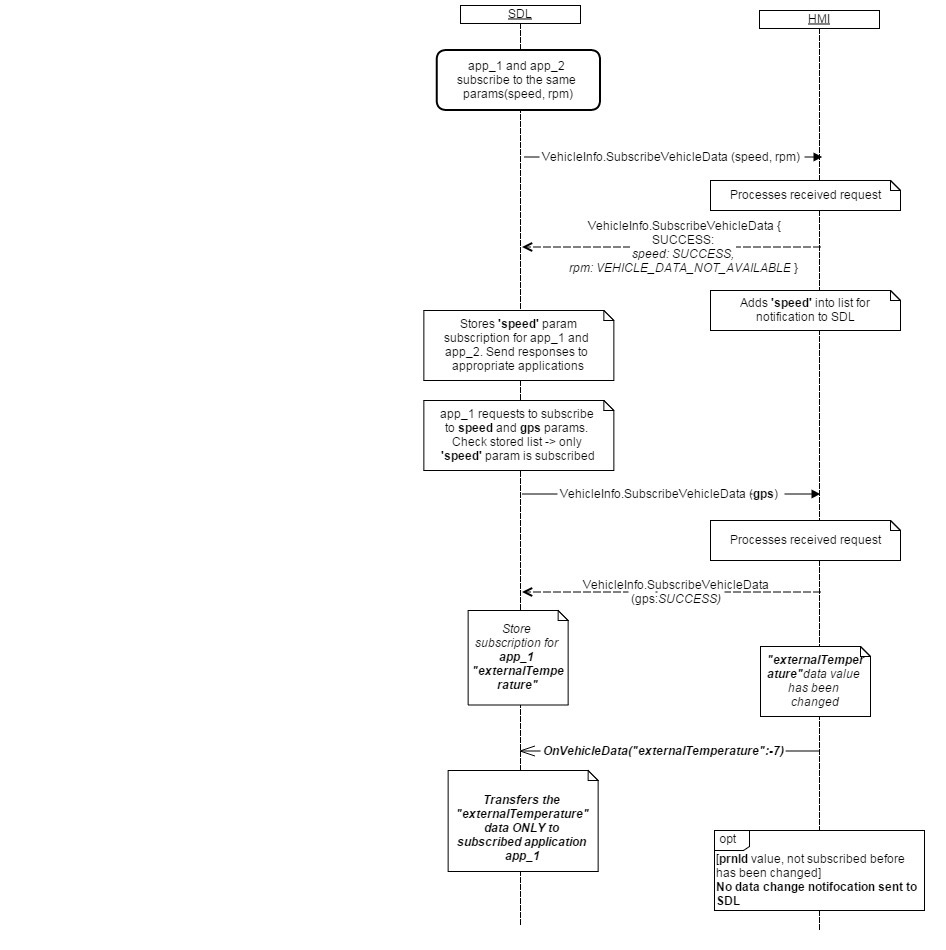 SDL
HMI
app_1 and app_2
subscribe to the same
params(speed, rpm)
VehicleInfo.SubscribeVehicleData (speed, rpm)
Processes received request
VehicleInfo.SubscribeVehicleData {
SUCCESS:
speed: SUCCESS,
rpm: VEHICLE_DATA_NOT_AVAILABLE }
Adds 'speed' into list for
notification to SDL
Stores 'speed' param
subscription for app_1 and
app_2. Send responses to
appropriate applications
app_1 requests to subscribe
to speed and gps params.
Check stored list -> only
'speed' param is subscribed
VehicleInfo.SubscribeVehicleData (gps)
Processes received request
VehicleInfo.SubscribeVehicleData
(gps:SUCCESS)
Store
subscription for
app_1
"externalTempe
rature"
"externalTemper
ature"data value
has been
changed
OnVehicleData("externalTemperature":-7)
Transfers the
"externalTemperature"
data ONLY to
subscribed application
app_1
opt
[prnld value, not subscribed before
has been changed]
No data change notifocation sent to
SDL